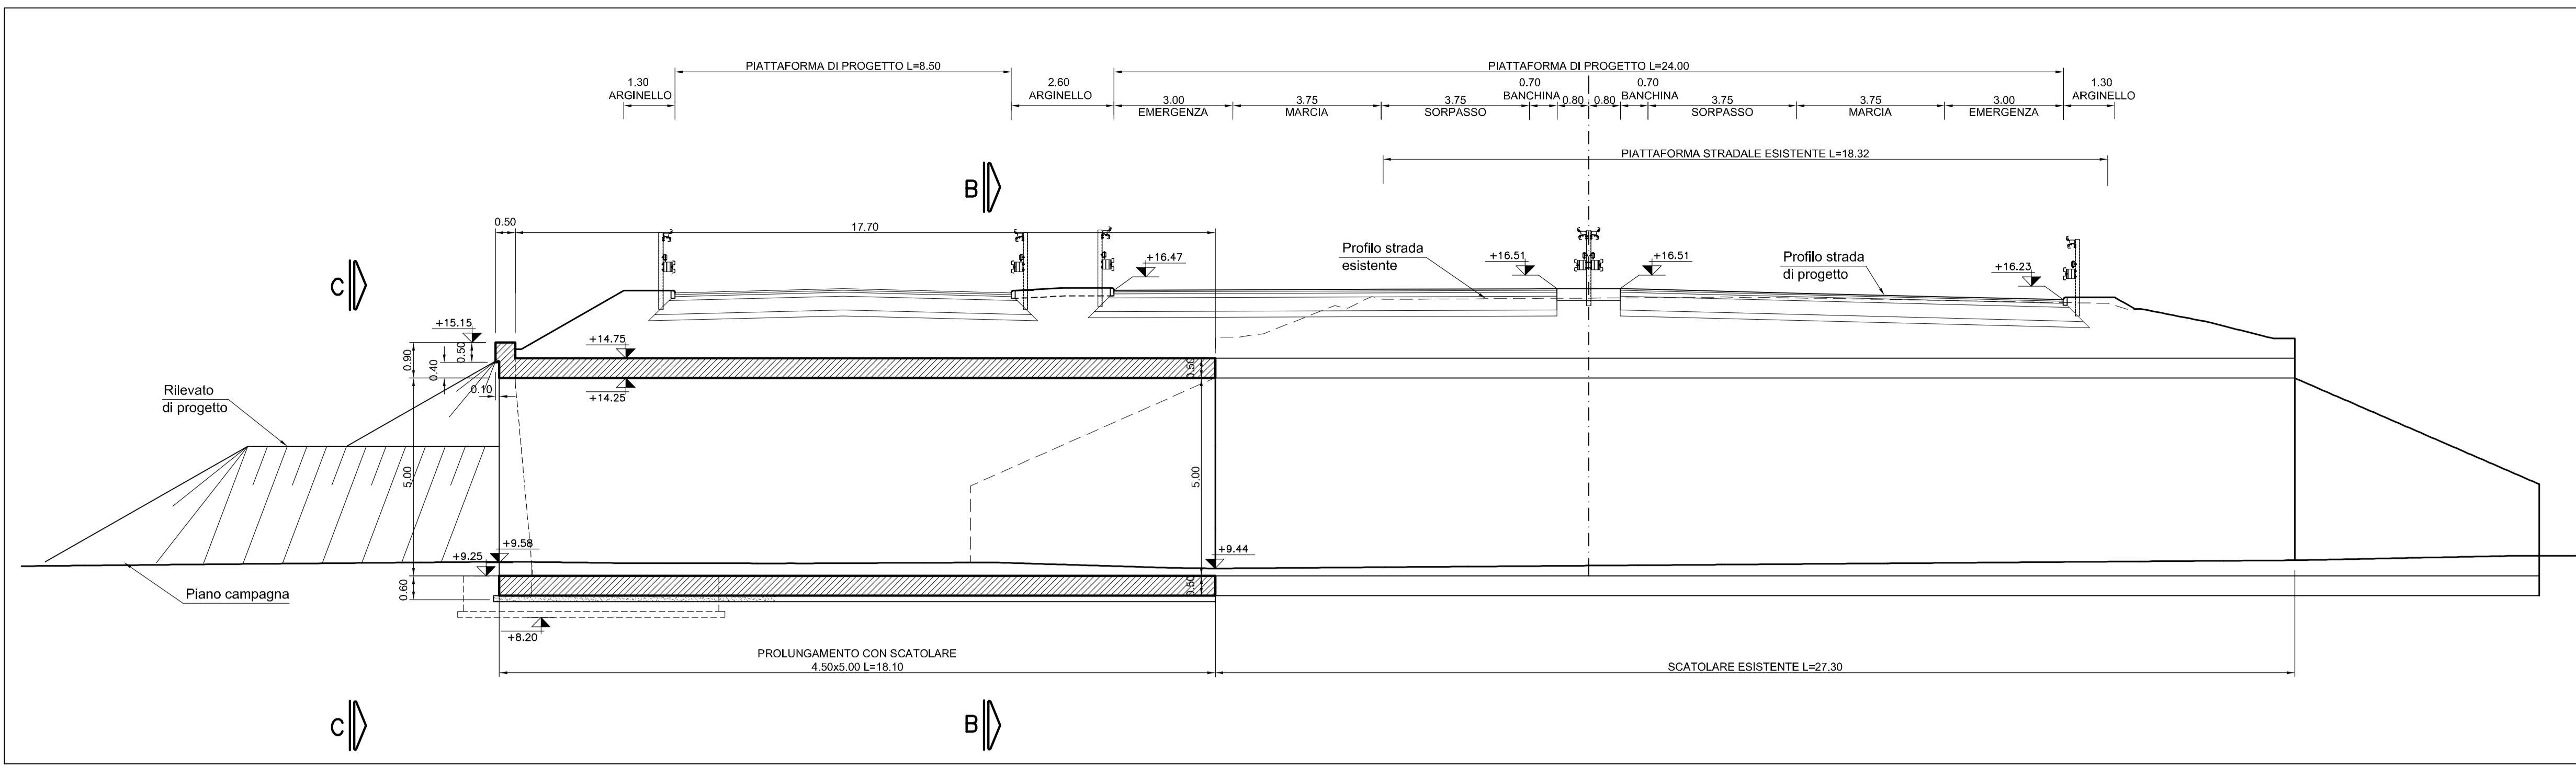 PIATTAFORMA DI PROGETTO L=8.50
PIATTAFORMA DI PROGETTO L=24.00
1.30
ARGINELLO
2.60
ARGINELLO
3.00
EMERGENZA
3.75
MARCIA
3.75
SORPASSO
0.70
BANCHINA
0.80
0.80
0.70
BANCHINA
3.75
SORPASSO
3.75
MARCIA
3.00
EMERGENZA
1.30
ARGINELLO
PIATTAFORMA STRADALE ESISTENTE L=18.32
B
0.50
17.70
C
Profilo strada
esistente
Profilo strada
di progetto
+16.47
+16.51
+16.51
+16.23
+15.15
+14.75
0.90
0.50
0.40
0.50
0.10
+14.25
Rilevato
di progetto
5.00
5.00
+9.58
+9.25
+9.44
0.60
0.50
Piano campagna
+8.20
PROLUNGAMENTO CON SCATOLARE
4.50x5.00 L=18.10
SCATOLARE ESISTENTE L=27.30
C
B